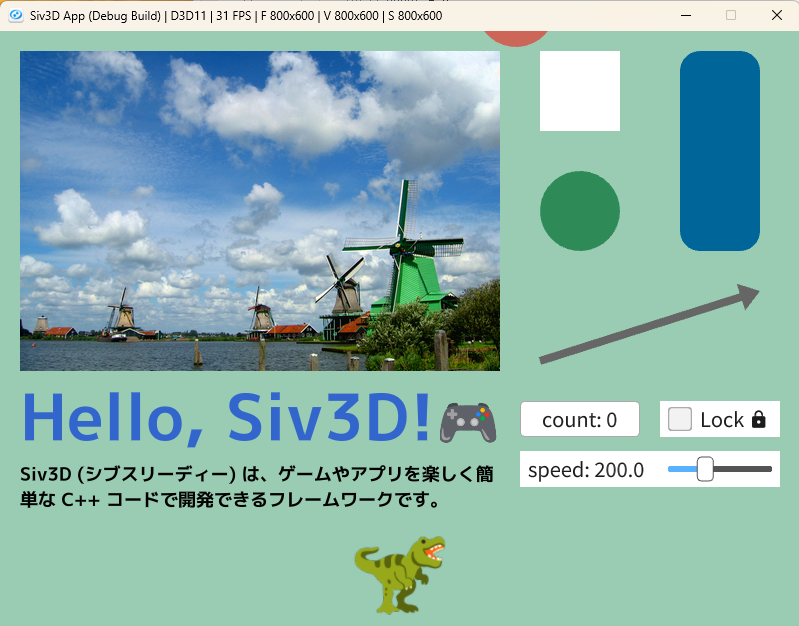 Siv3D App (Debug Build) | D3D11 | 31 FPS | F 800x600 | V 800x600 | S 800x600
Hello, Siv3D!🎮
Siv3D (シブスリーディー) は、ゲームやアプリを楽しく簡
単な C++ コードで開発できるフレームワークです。
count: 0
Lock
speed: 200.0